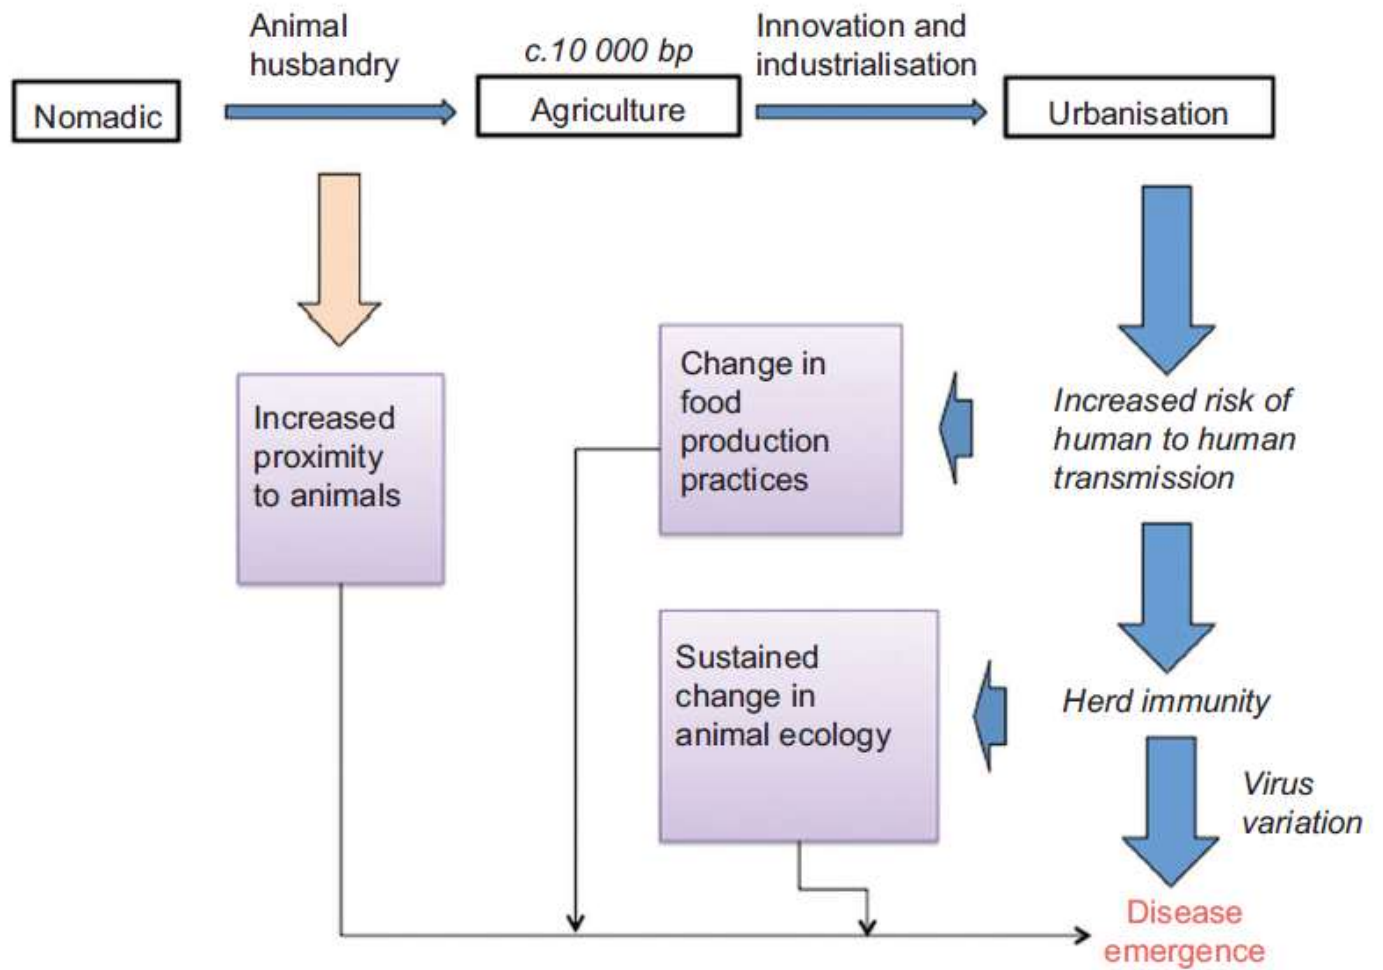 Animal
husbandry
c.10 000 bp
Innovation and
industrialisation
Nomadic
Agriculture
Urbanisation
Increased
proximity
to animals
Change in
food
production
practices
Increased risk of
human to human
transmission
Sustained
change in
animal ecology
Herd immunity
Virus
variation
Disease
emergence